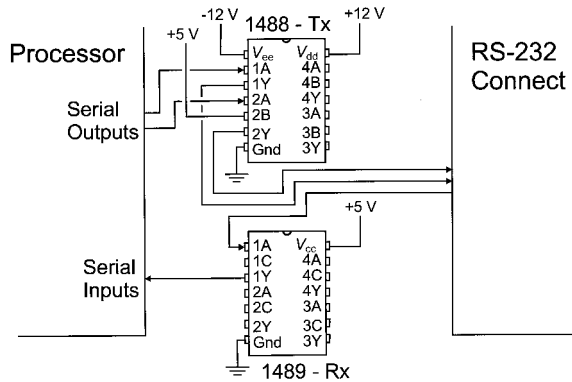 -12 V
1488 - Tx
+12 V
Processor
+5 V
RS-232
Connect
Vee Vdd
1A 4A
1Y 4B
2A 4Y
2B 3A
2Y 3B
Gnd 3Y
Serial
Outputs
+5 V
1A Vcc
1C 4A
1Y 4C
2A 4Y
2C 3A
2Y 3C
Gnd 3Y
Serial
Inputs
1489 - Rx